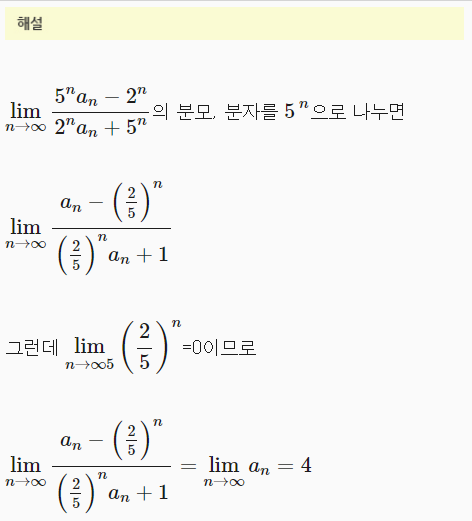 해설
$\lim_{n \to \infty} \frac{5^n a_n - 2^n}{2^n a_n + 5^n}$의 분모, 분자를 $5^n$으로 나누면
$\lim_{n \to \infty} \frac{a_n - \left(\frac{2}{5}\right)^n}{\left(\frac{2}{5}\right)^n a_n + 1}$
그런데 $\lim_{n \to \infty 5} \left(\frac{2}{5}\right)^n$=0이므로
$\lim_{n \to \infty} \frac{a_n - \left(\frac{2}{5}\right)^n}{\left(\frac{2}{5}\right)^n a_n + 1} = \lim_{n \to \infty} a_n = 4$